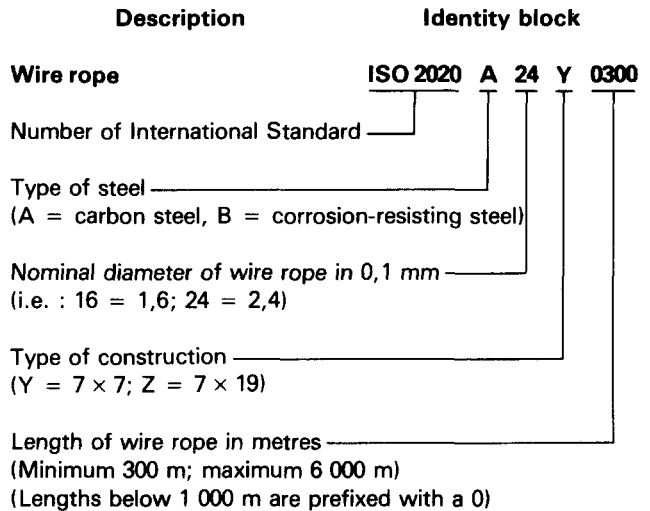 Description Identity block
Wire rope ISO 2020 A 24 Y 0300
Number of International Standard
Type of steel
(A = carbon steel, B = corrosion-resisting steel)
Nominal diameter of wire rope in 0,1 mm
(i.e. : 16 = 1,6; 24 = 2,4)
Type of construction
(Y = 7 × 7; Z = 7 × 19)
Length of wire rope in metres
(Minimum 300 m; maximum 6 000 m)
(Lengths below 1 000 m are prefixed with a 0)